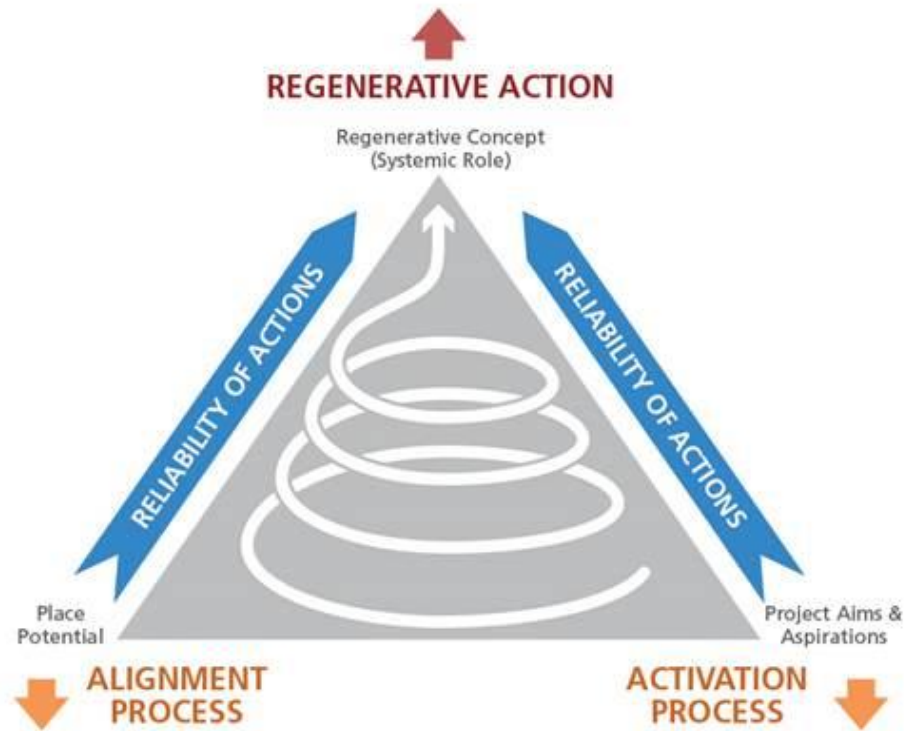 REGENERATIVE ACTION
Regenerative Concept
(Systemic Role)
RELIABILITY OF ACTIONS
RELIABILITY OF ACTIONS
Place
Potential
Project Aims &
Aspirations
ALIGNMENT
PROCESS
ACTIVATION
PROCESS